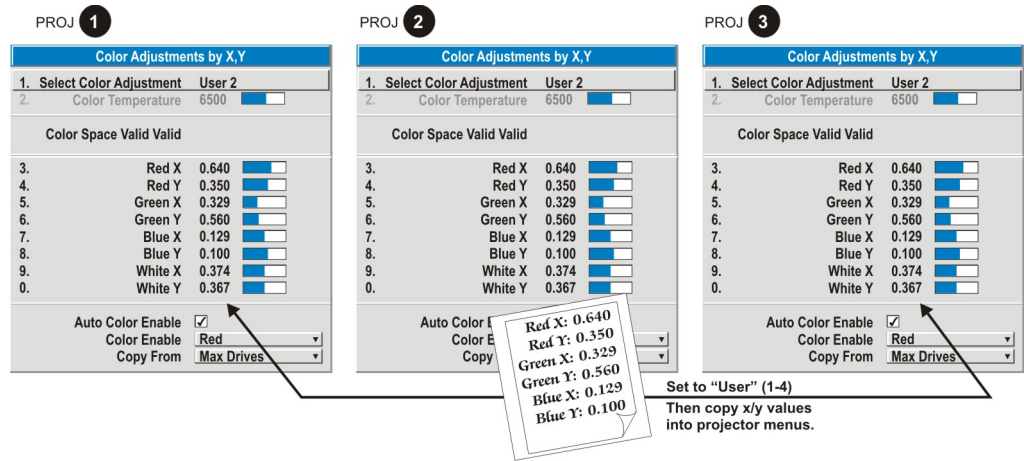 PROJ 1
Color Adjustments by X,Y
1. Select Color Adjustment User 2
2. Color Temperature 6500
Color Space Valid Valid
3. Red X 0.640
4. Red Y 0.350
5. Green X 0.329
6. Green Y 0.560
7. Blue X 0.129
8. Blue Y 0.100
9. White X 0.374
0. White Y 0.367
Auto Color Enable
Color Enable Red
Copy From Max Drives
PROJ 2
Color Adjustments by X,Y
1. Select Color Adjustment User 2
2. Color Temperature 6500
Color Space Valid Valid
3. Red X 0.640
4. Red Y 0.350
5. Green X 0.329
6. Green Y 0.560
7. Blue X 0.129
8. Blue Y 0.100
9. White X 0.374
0. White Y 0.367
Auto Color E
Color E
Copy
Red X: 0.640
Red Y: 0.350
Green X: 0.329
Green Y: 0.560
Blue X: 0.129
Blue Y: 0.100
PROJ 3
Color Adjustments by X,Y
1. Select Color Adjustment User 2
2. Color Temperature 6500
Color Space Valid Valid
3. Red X 0.640
4. Red Y 0.350
5. Green X 0.329
6. Green Y 0.560
7. Blue X 0.129
8. Blue Y 0.100
9. White X 0.374
0. White Y 0.367
Auto Color Enable
Color Enable Red
Copy From Max Drives
Set to “User” (1-4)
Then copy x/y values
into projector menus.